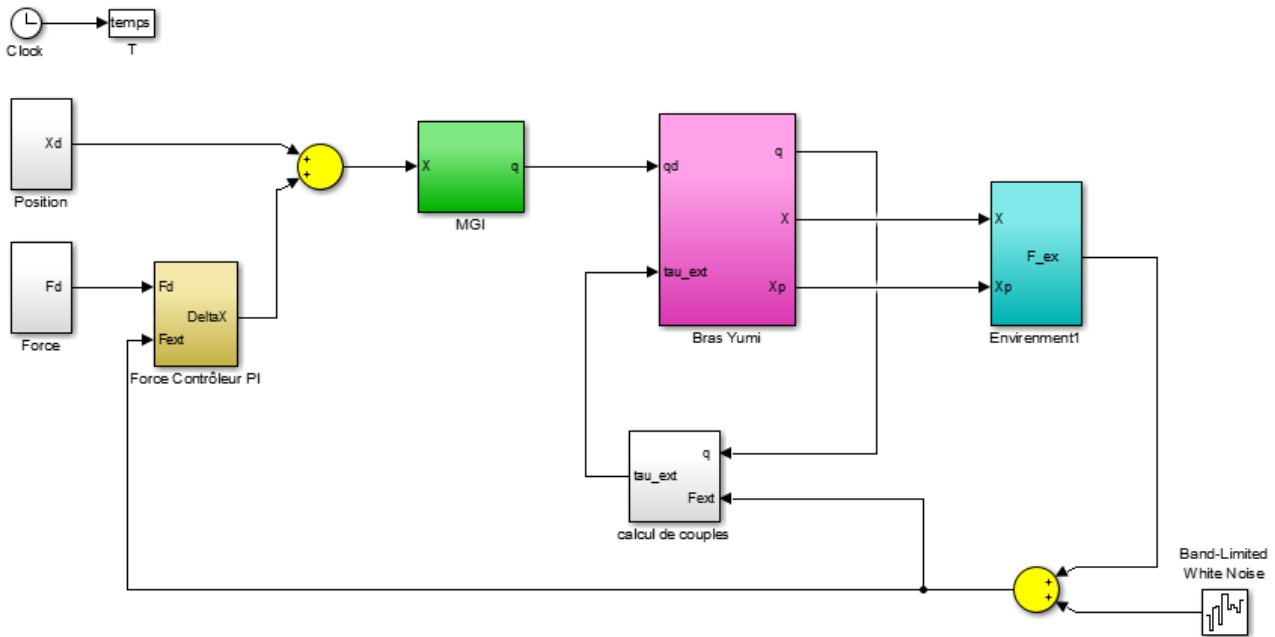 temps
Clock
T
Xd
Position
+
+
X
q
MGI
Fd
Force
Fd
DeltaX
Fext
Force Contrôleur PI
qd
q
X
tau_ext
Xp
Bras Yumi
X
F_ex
Xp
Envirenment1
q
tau_ext
Fext
calcul de couples
+
+
Band-Limited
White Noise